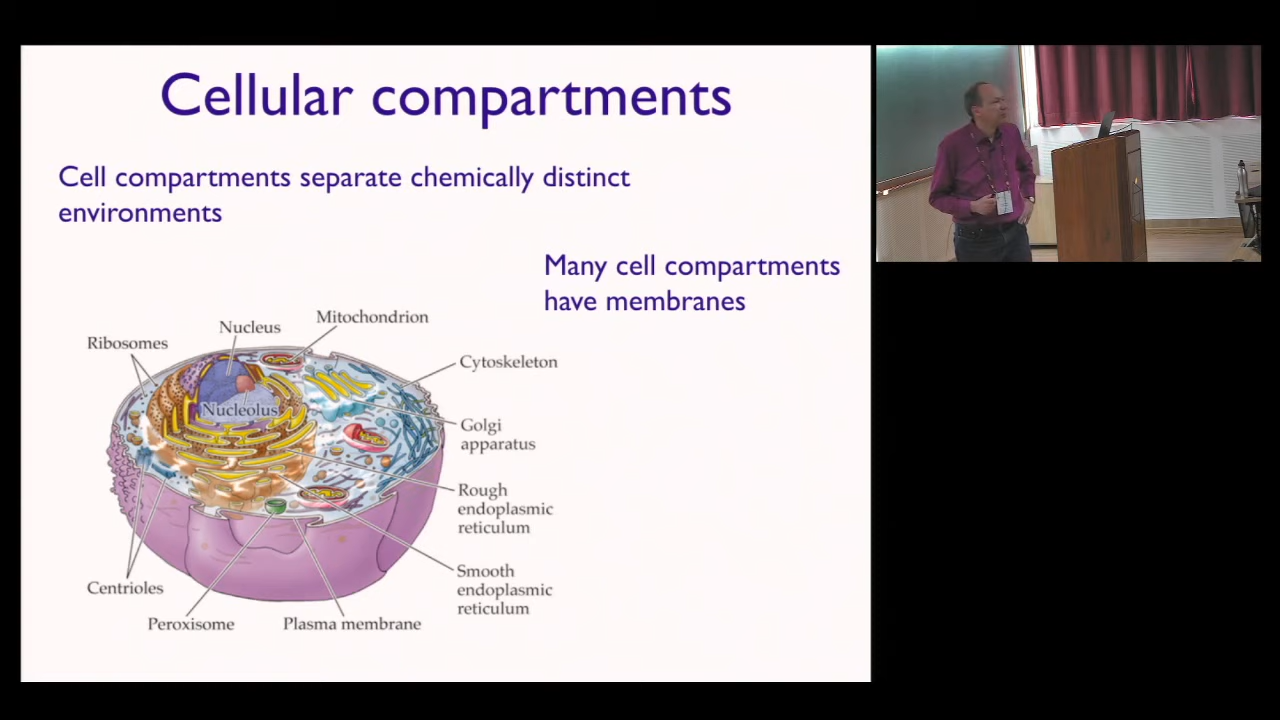 Cellular compartments
Cell compartments separate chemically distinct
environments
Many cell compartments
have membranes
Mitochondrion
Nucleus
Ribosomes
Cytoskeleton
Nucleolus
Golgi
apparatus
Rough
endoplasmic
reticulum
Smooth
endoplasmic
reticulum
Centrioles
Peroxisome
Plasma membrane